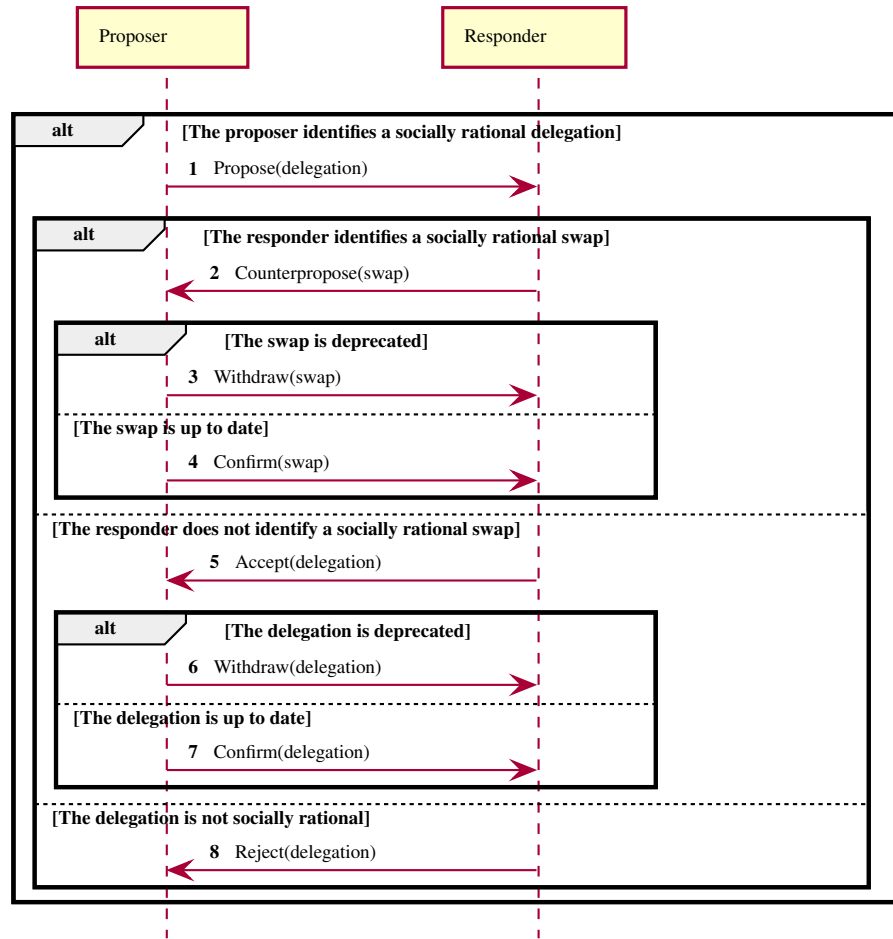 Proposer
Responder
alt
[The proposer identifies a socially rational delegation]
1 Propose(delegation)
alt
[The responder identifies a socially rational swap]
2 Counterpropose(swap)
alt
[The swap is deprecated]
3 Withdraw(swap)
[The swap is up to date]
4 Confirm(swap)
[The responder does not identify a socially rational swap]
5 Accept(delegation)
alt
[The delegation is deprecated]
6 Withdraw(delegation)
[The delegation is up to date]
7 Confirm(delegation)
[The delegation is not socially rational]
8 Reject(delegation)